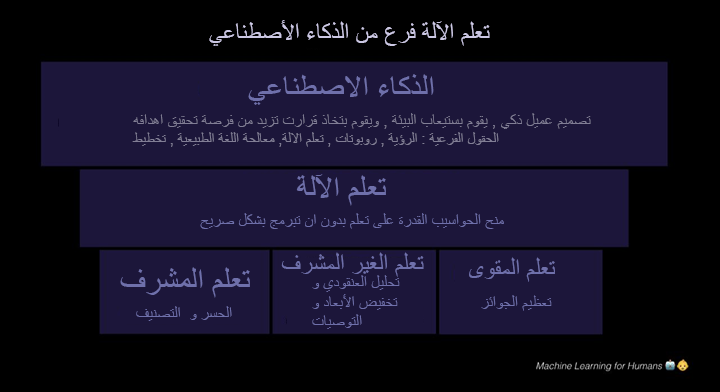 تعلم الآلة فرع من الذكاء الأصطناعي
الذكاء الاصطناعي
تصميم عميل ذكي , يقوم بستيعاب البيئة , ويقوم بتخاذ قرارت تزيد من فرصة تحقيق اهدافه
الحقول الفرعية : الرؤية , روبوتات , تعلم الالة, معالحة اللغة الطبيعية , تخطيط
تعلم الآلة
منح الحواسيب القدرة على تعلم بدون ان تبرمج بشكل صريح
تعلم المقوى
تعظيم الجوائز
تعلم الغير المشرف
تحليل العنقودي و
تخفيض الأبعاد و
التوصيات
تعلم المشرف
الحسر و التصنيف
Machine Learning for Humans 🤖👶